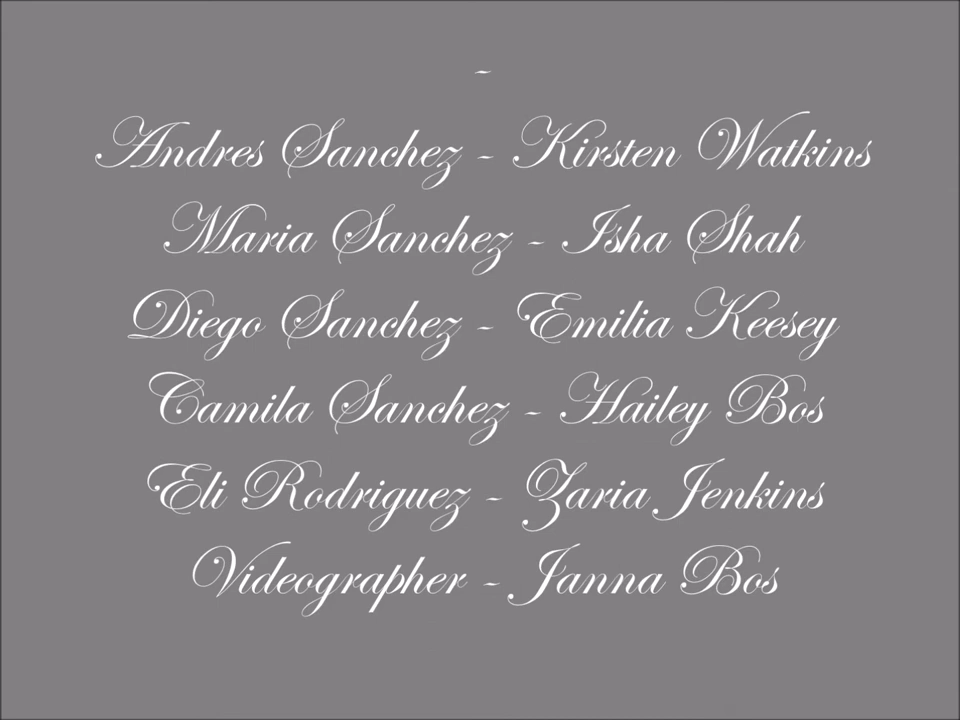 -
Andres Sanchez - Kirsten Watkins
Maria Sanchez - Isha Shah
Diego Sanchez - Emilia Keesey
Camila Sanchez - Hailey Bos
Eli Rodriguez - Zaria Jenkins
Videographer - Janna Bos